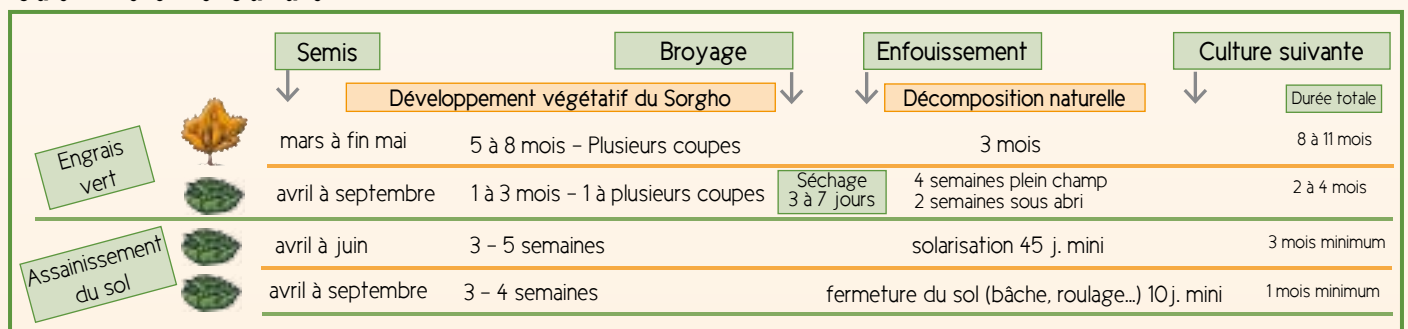 Semis
Broyage
Enfouissement
Culture suivante
Développement végétatif du Sorgho
Décomposition naturelle
Durée totale
Engrais
vert
mars à fin mai
5 à 8 mois – Plusieurs coupes
3 mois
8 à 11 mois
avril à septembre
1 à 3 mois – 1 à plusieurs coupes
Séchage
3 à 7 jours
4 semaines plein champ
2 semaines sous abri
2 à 4 mois
Assainissement
du sol
avril à juin
3 – 5 semaines
solarisation 45 j. mini
3 mois minimum
avril à septembre
3 – 4 semaines
fermeture du sol (bâche, roulage...) 10 j. mini
1 mois minimum